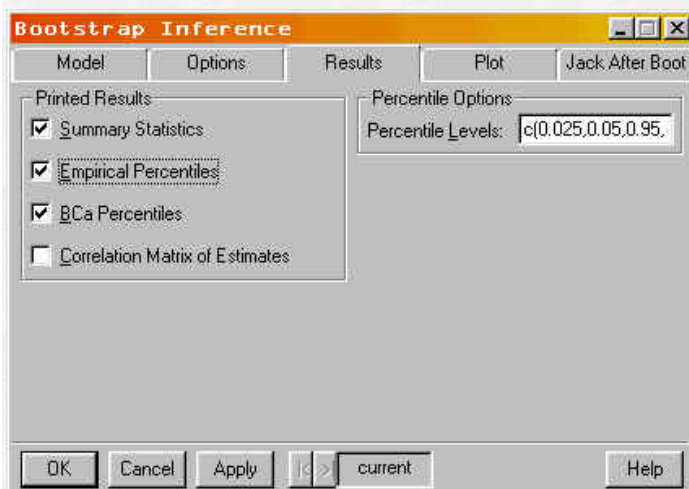 Bootstrap Inference
Model Options Results Plot Jack After Boot
Printed Results
Summary Statistics
Empirical Percentiles
BCa Percentiles
Correlation Matrix of Estimates
Percentile Options
Percentile Levels: c(0.025,0.05,0.95,
OK Cancel Apply |< >| current Help